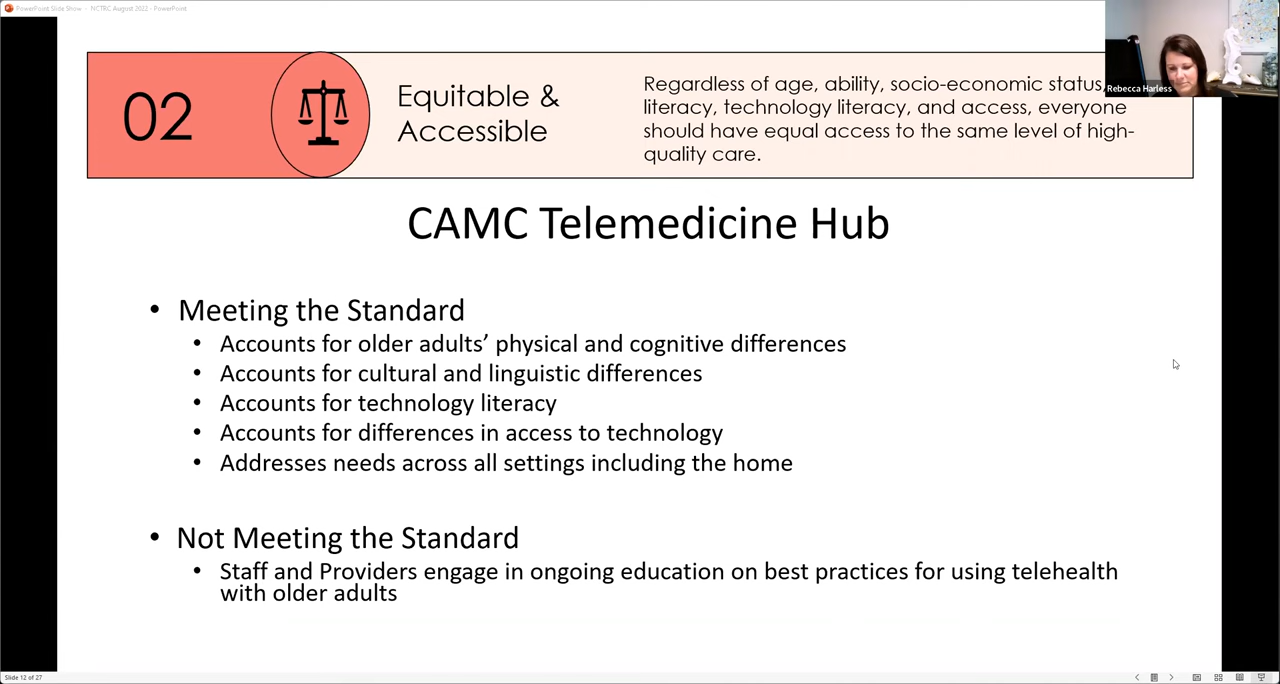 PowerPoint Slide Show - NCTRC August 2022 - PowerPoint
Rebecca Harless
02
Equitable &
Accessible
Regardless of age, ability, socio-economic status,
literacy, technology literacy, and access, everyone
should have equal access to the same level of high-
quality care.
CAMC Telemedicine Hub
• Meeting the Standard
• Accounts for older adults’ physical and cognitive differences
• Accounts for cultural and linguistic differences
• Accounts for technology literacy
• Accounts for differences in access to technology
• Addresses needs across all settings including the home
• Not Meeting the Standard
• Staff and Providers engage in ongoing education on best practices for using telehealth
with older adults
Slide 12 of 27